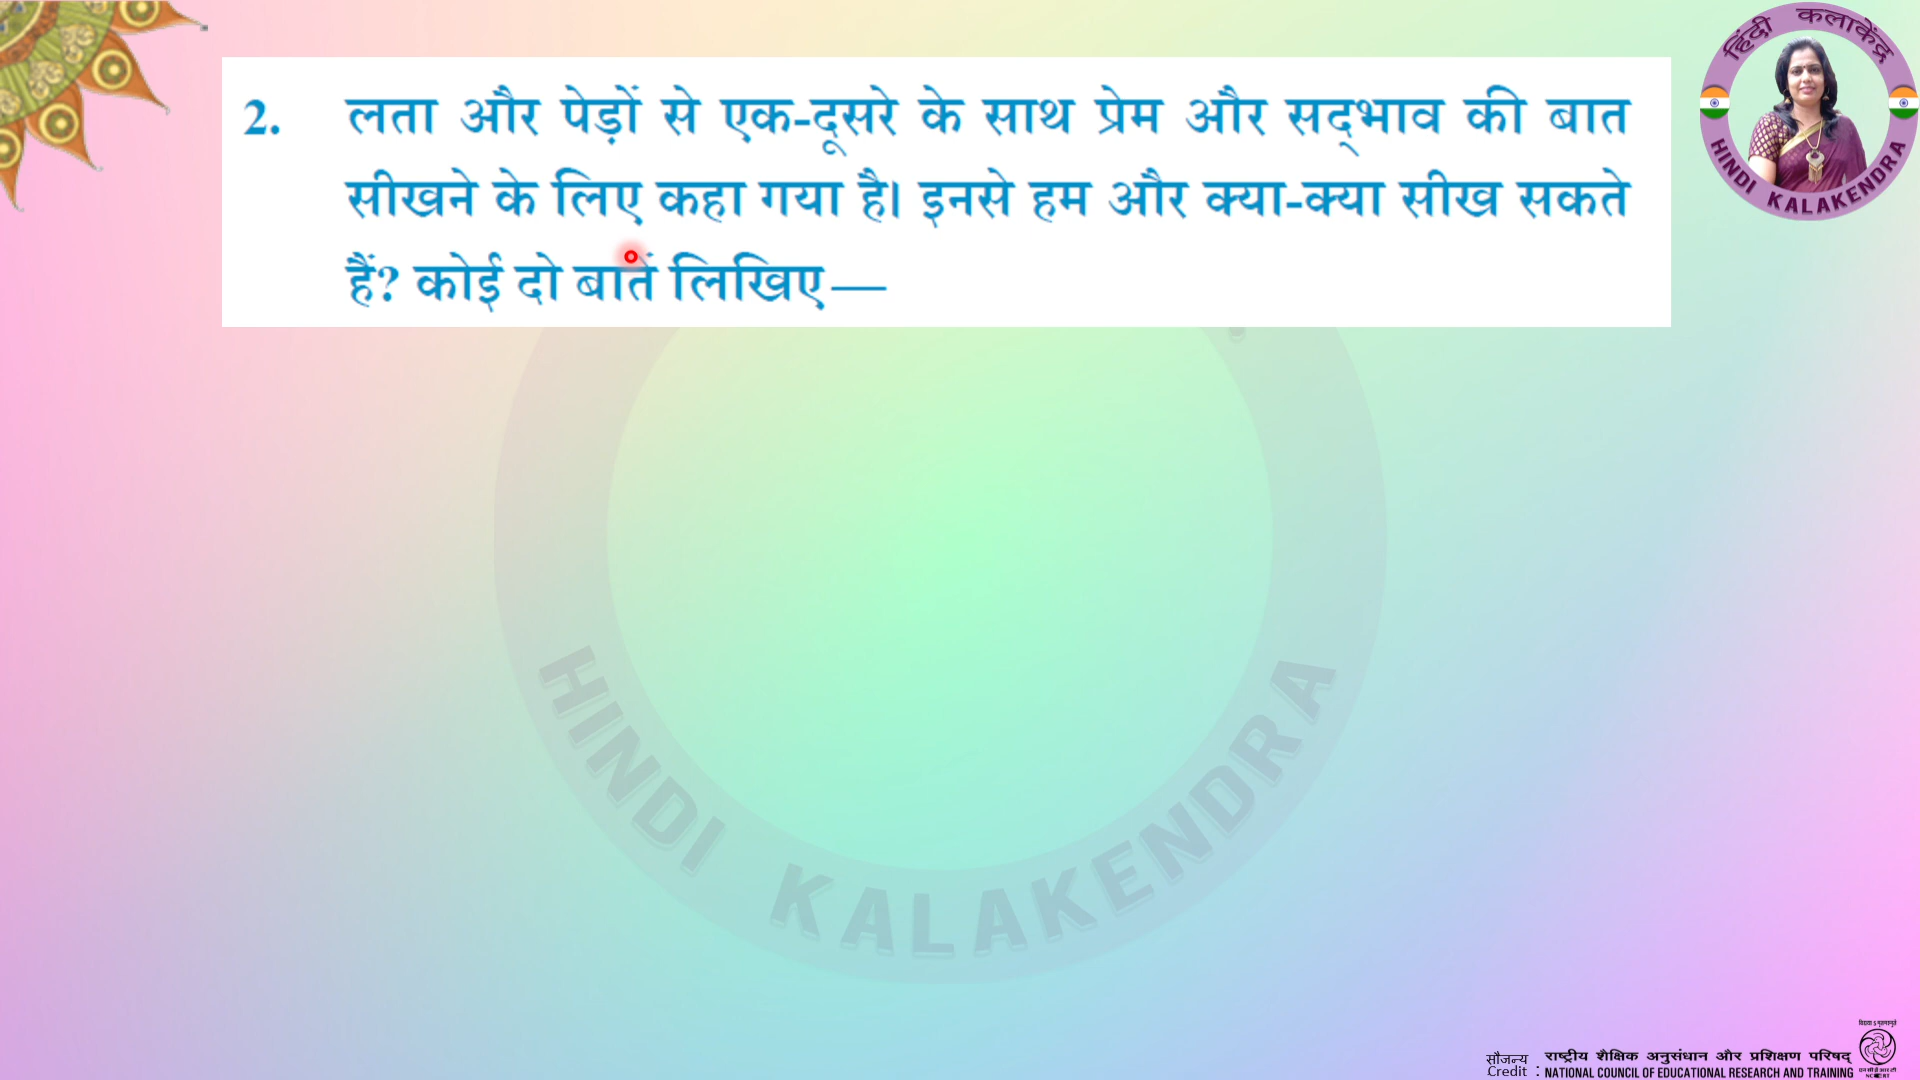 हिंदी कलाकेंद्र
HINDI KALAKENDRA
2. लता और पेड़ों से एक-दूसरे के साथ प्रेम और सद्‌भाव की बात
सीखने के लिए कहा गया है। इनसे हम और क्या-क्या सीख सकते
हैं? कोई दो बातें लिखिए—
HINDI KALAKENDRA
सौजन्य राष्ट्रीय शैक्षिक अनुसंधान और प्रशिक्षण परिषद्
Credit : NATIONAL COUNCIL OF EDUCATIONAL RESEARCH AND TRAINING
NCERT